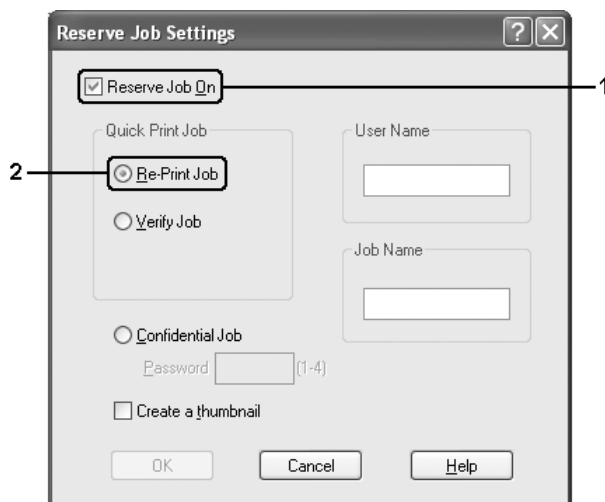 Reserve Job Settings
Reserve Job On
1
Quick Print Job
User Name
2
Re-Print Job
Verify Job
Job Name
Confidential Job
Password
(1-4)
Create a thumbnail
OK
Cancel
Help